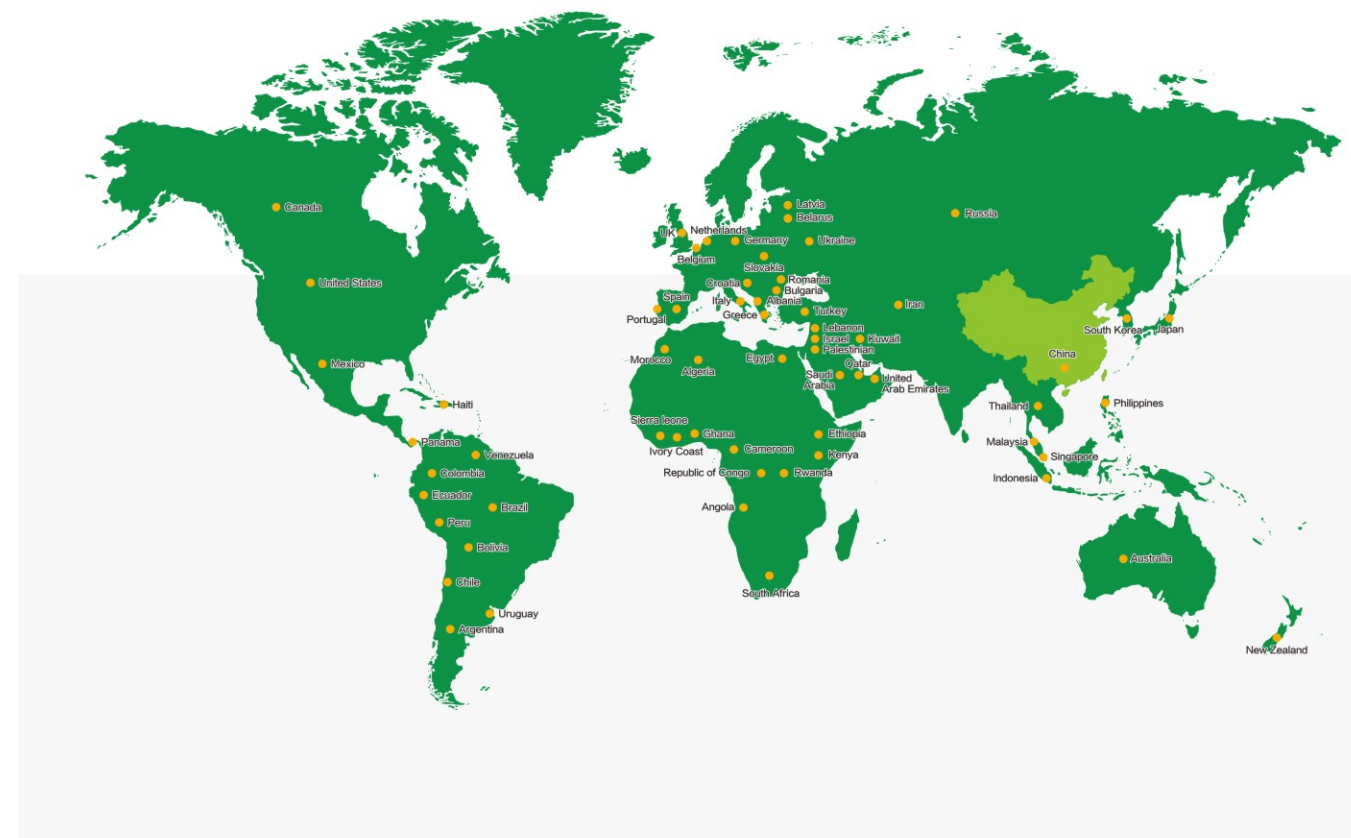 Canada
United States
Mexico
Haiti
Panama
Venezuela
Colombia
Ecuador
Brazil
Peru
Bolivia
Chile
Uruguay
Argentina
Latvia
Belarus
UK
Netherlands
Belgium
Germany
Ukraine
Slovakia
Croatia
Romania
Bulgaria
Italy
Albania
Greece
Spain
Portugal
Turkey
Lebanon
Israel
Palestinian
Kuwait
Iran
Russia
Morocco
Algeria
Egypt
Saudi
Arabia
Qatar
United
Arab Emirates
Sierra leone
Ivory Coast
Ghana
Cameroon
Ethiopia
Kenya
Republic of Congo
Rwanda
Angola
South Africa
China
South Korea
Japan
Thailand
Philippines
Malaysia
Singapore
Indonesia
Australia
New Zealand